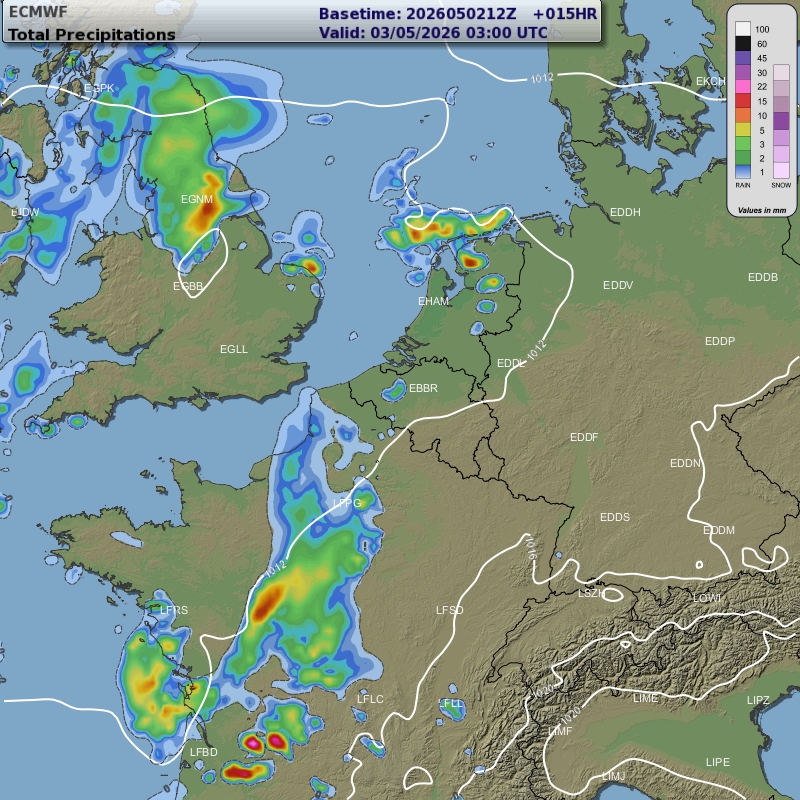 ECMWF
Basetime: 2026050212Z +015HR
Total Precipitations
Valid: 03/05/2026 03:00 UTC
100
60
45
30
22
15
10
5
3
2
1
RAIN
SNOW
Values in mm
1012
EKCH
EGPK
EGNM
EIDW
EDDH
EGBB
EDDV
EDDB
EHAM
EDDP
EGLL
1012
EDDL
EBBR
EDDF
EDDN
LFPG
EDDS
EDDM
1016
1012
LSZH
LOWI
LFRS
LFSD
1020
LFLC
LFLL
LIME
LIPZ
1020
LIMF
LFBD
LIPE
LIMJ